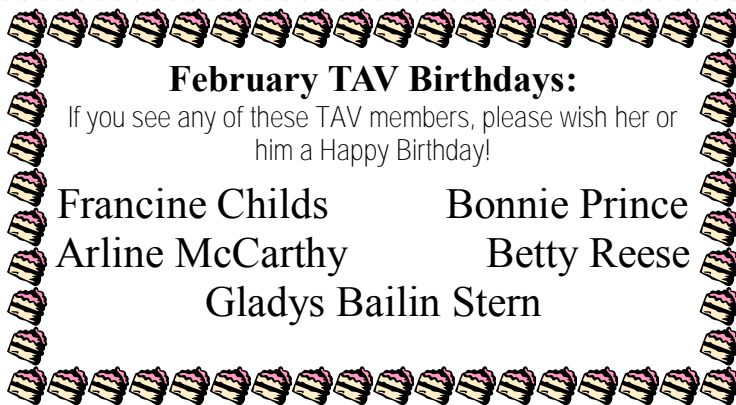 February TAV Birthdays:
If you see any of these TAV members, please wish her or
him a Happy Birthday!
Francine Childs Bonnie Prince
Arline McCarthy Betty Reese
Gladys Bailin Stern